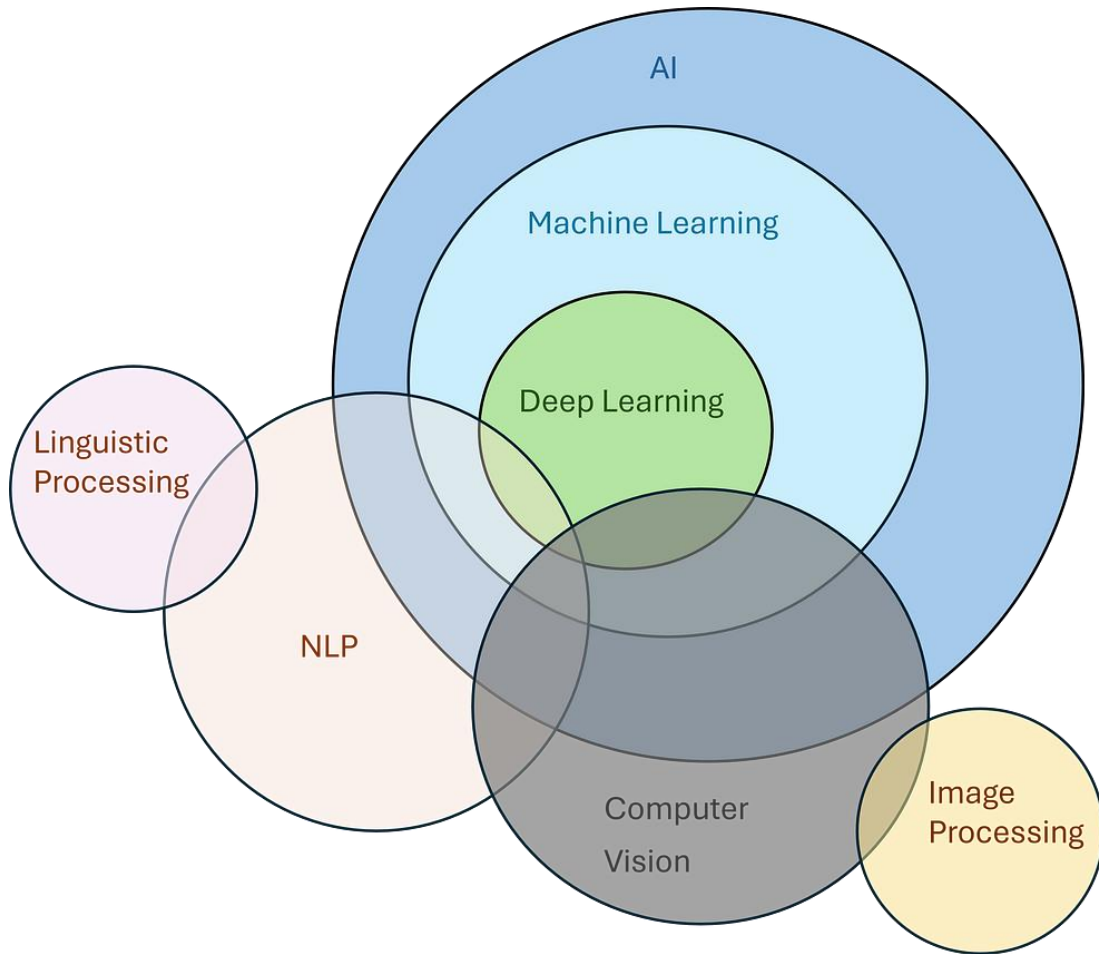 AI
Machine Learning
Deep Learning
Linguistic
Processing
NLP
Computer
Vision
Image
Processing